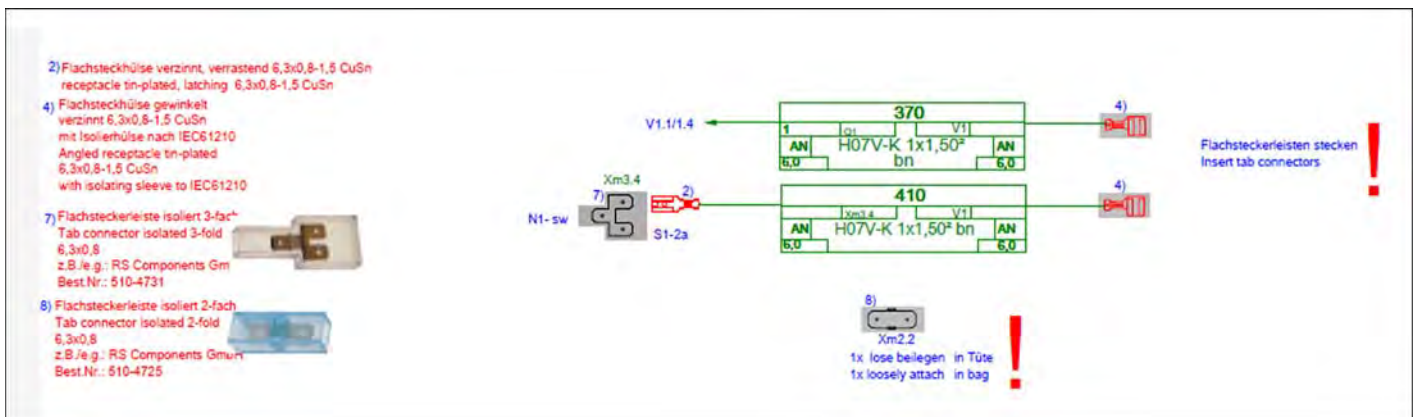 2) Flachsteckhülse verzinnt, verrastend 6,3x0,8-1,5 CuSn
receptacle tin-plated, latching 6,3x0,8-1,5 CuSn
4) Flachsteckhülse gewinkelt
verzinnt 6,3x0,8-1,5 CuSn
mit Isolierhülse nach IEC61210
Angled receptacle tin-plated
6,3x0,8-1,5 CuSn
with isolating sleeve to IEC61210
7) Flachsteckerleiste isoliert 3-fach
Tab connector isolated 3-fold
6,3x0,8
z.B./e.g.: RS Components Gm
Best.Nr.: 510-4731
8) Flachsteckerleiste isoliert 2-fach
Tab connector isolated 2-fold
6,3x0,8
z.B./e.g.: RS Components GmbH
Best.Nr.: 510-4725
V1.1/1.4
370
1 Q1 V1
AN H07V-K 1x1,50² AN
bn
6,0 6,0
4)
Xm3.4
7) 2)
N1- sw
S1-2a
410
Xm3.4 V1
AN H07V-K 1x1,50² bn AN
6,0 6,0
4)
8)
Xm2.2
1x lose beilegen in Tüte
1x loosely attach in bag
!
Flachsteckerleisten stecken
Insert tab connectors
!